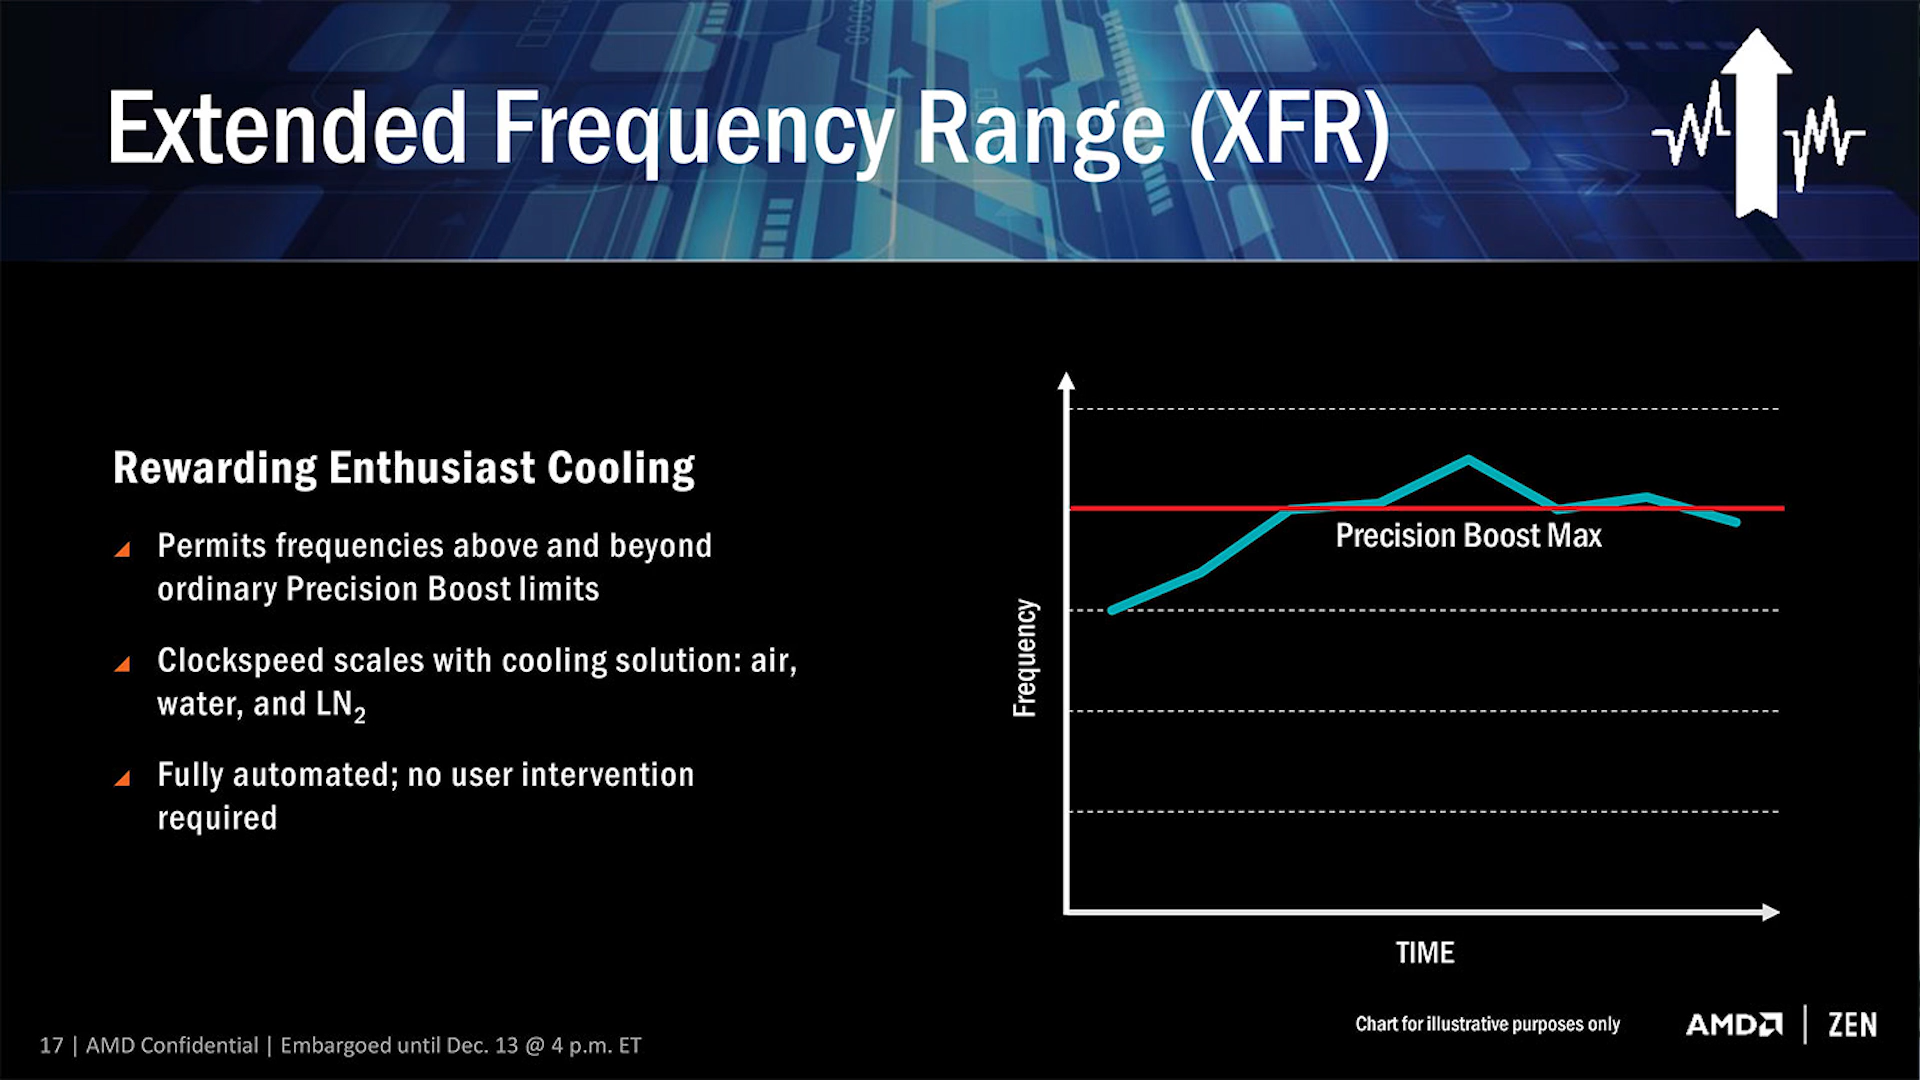 Extended Frequency Range (XFR)
Rewarding Enthusiast Cooling
Permits frequencies above and beyond
ordinary Precision Boost limits
Clockspeed scales with cooling solution: air,
water, and LN₂
Fully automated; no user intervention
required
Frequency
Precision Boost Max
TIME
Chart for illustrative purposes only
AMD | ZEN
17 | AMD Confidential | Embargoed until Dec. 13 @ 4 p.m. ET